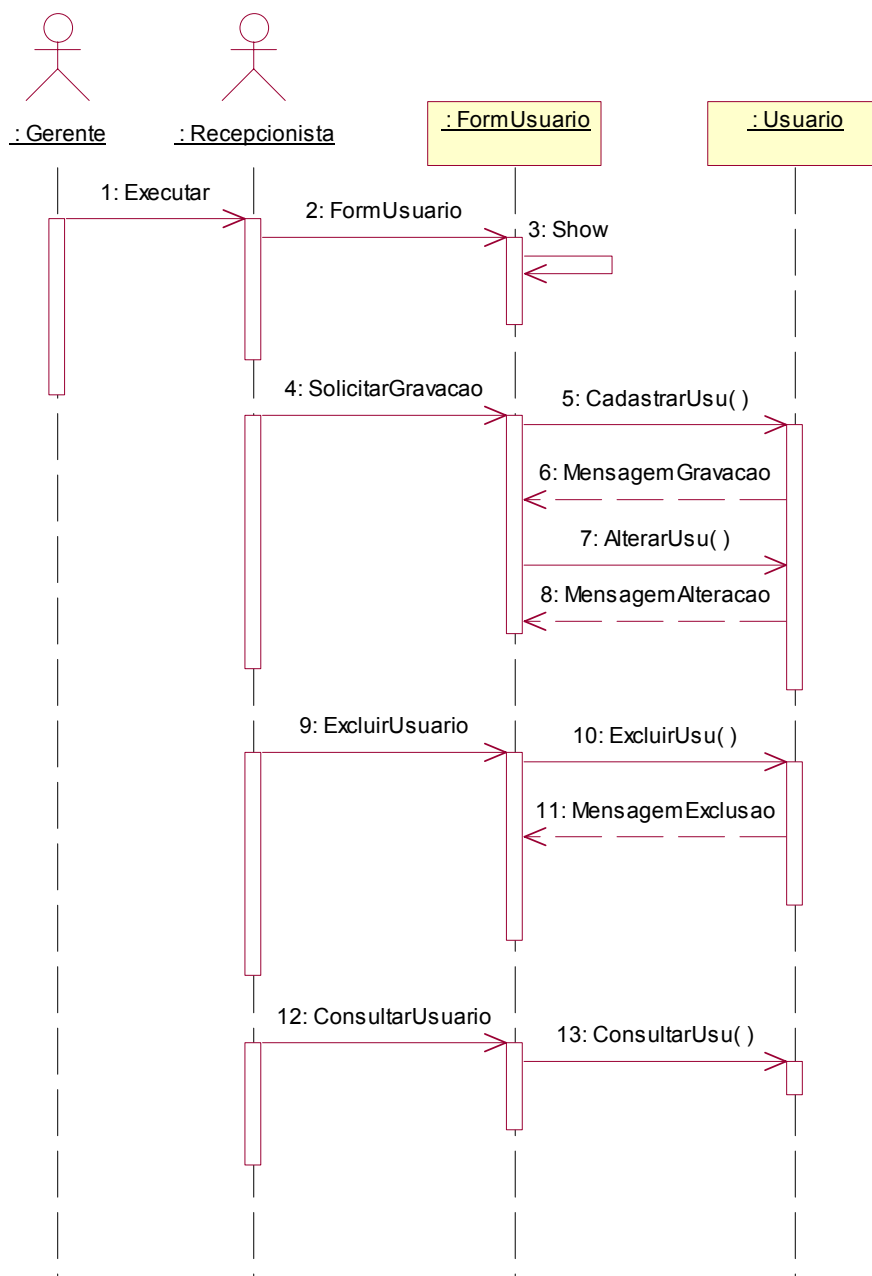 : Gerente
: Recepcionista
: FormUsuario
: Usuario
1: Executar
2: FormUsuario
3: Show
4: SolicitarGravacao
5: CadastrarUsu( )
6: MensagemGravacao
7: AlterarUsu( )
8: MensagemAlteracao
9: ExcluirUsuario
10: ExcluirUsu( )
11: MensagemExclusao
12: ConsultarUsuario
13: ConsultarUsu( )